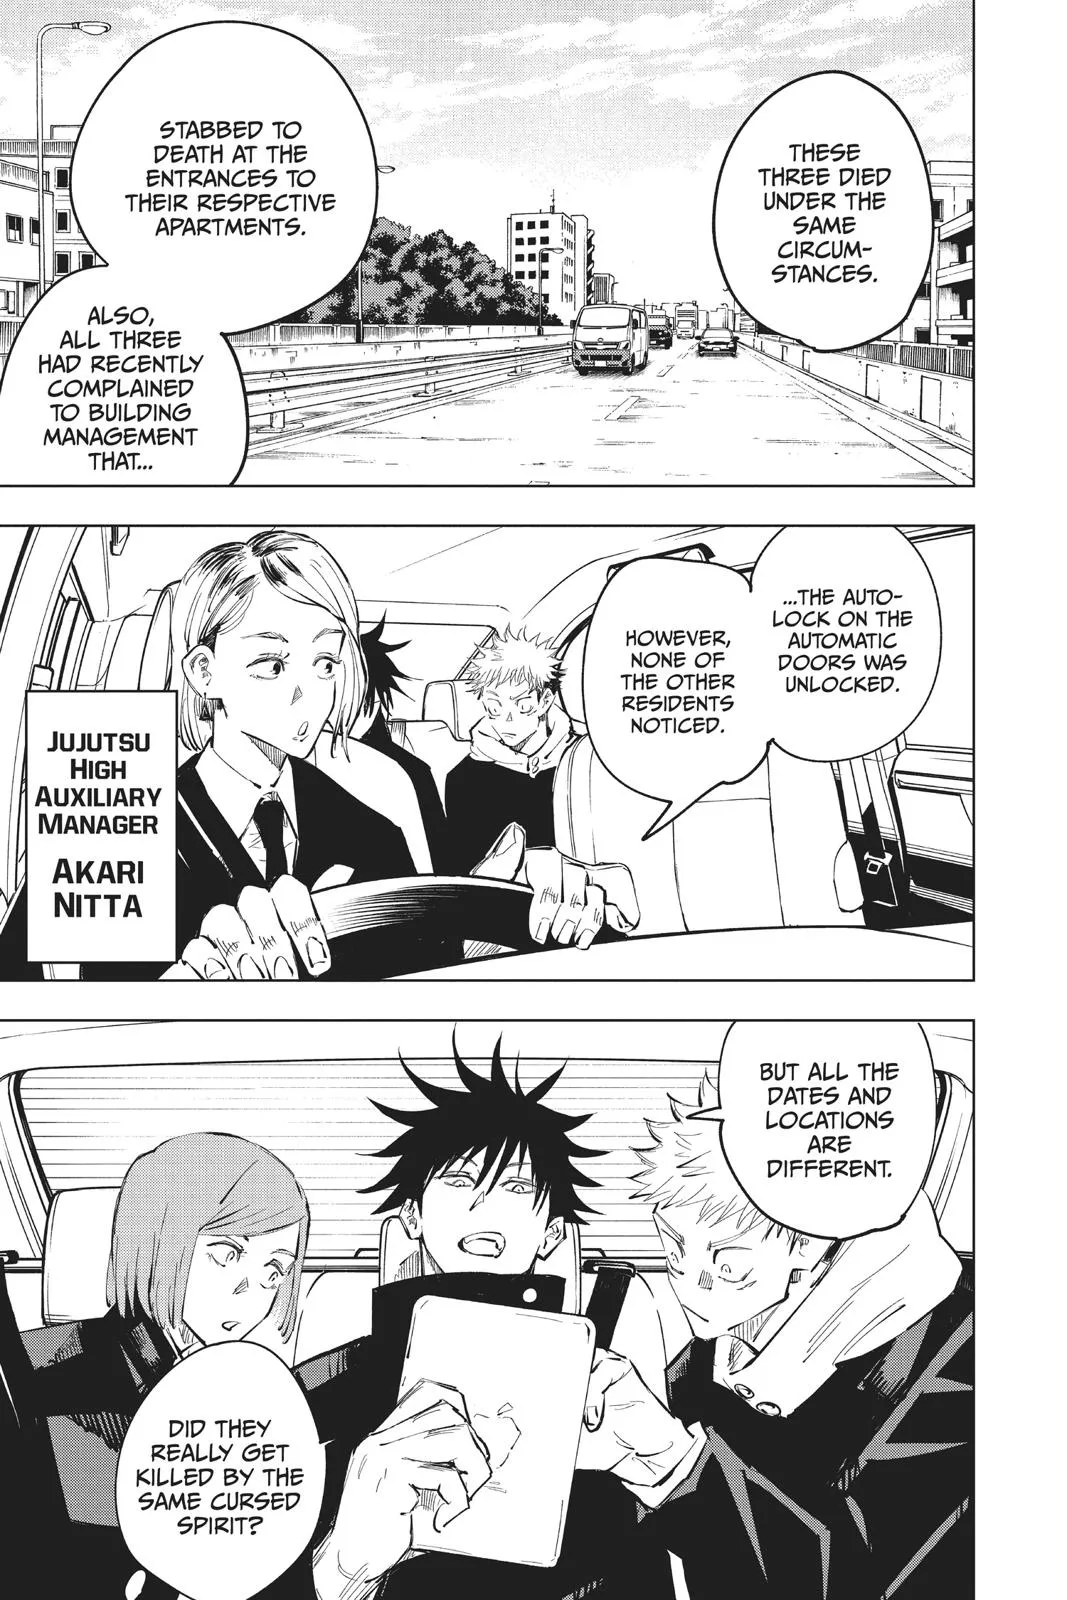 THESE
THREE DIED
UNDER THE
SAME
CIRCUM-
STANCES.
STABBED TO
DEATH AT THE
ENTRANCES TO
THEIR RESPECTIVE
APARTMENTS.
ALSO,
ALL THREE
HAD RECENTLY
COMPLAINED
TO BUILDING
MANAGEMENT
THAT...
...THE AUTO-
LOCK ON THE
AUTOMATIC
DOORS WAS
UNLOCKED.
HOWEVER,
NONE OF
THE OTHER
RESIDENTS
NOTICED.
JUJUTSU
HIGH
AUXILIARY
MANAGER
AKARI
NITTA
BUT ALL THE
DATES AND
LOCATIONS
ARE
DIFFERENT.
DID THEY
REALLY GET
KILLED BY THE
SAME CURSED
SPIRIT?